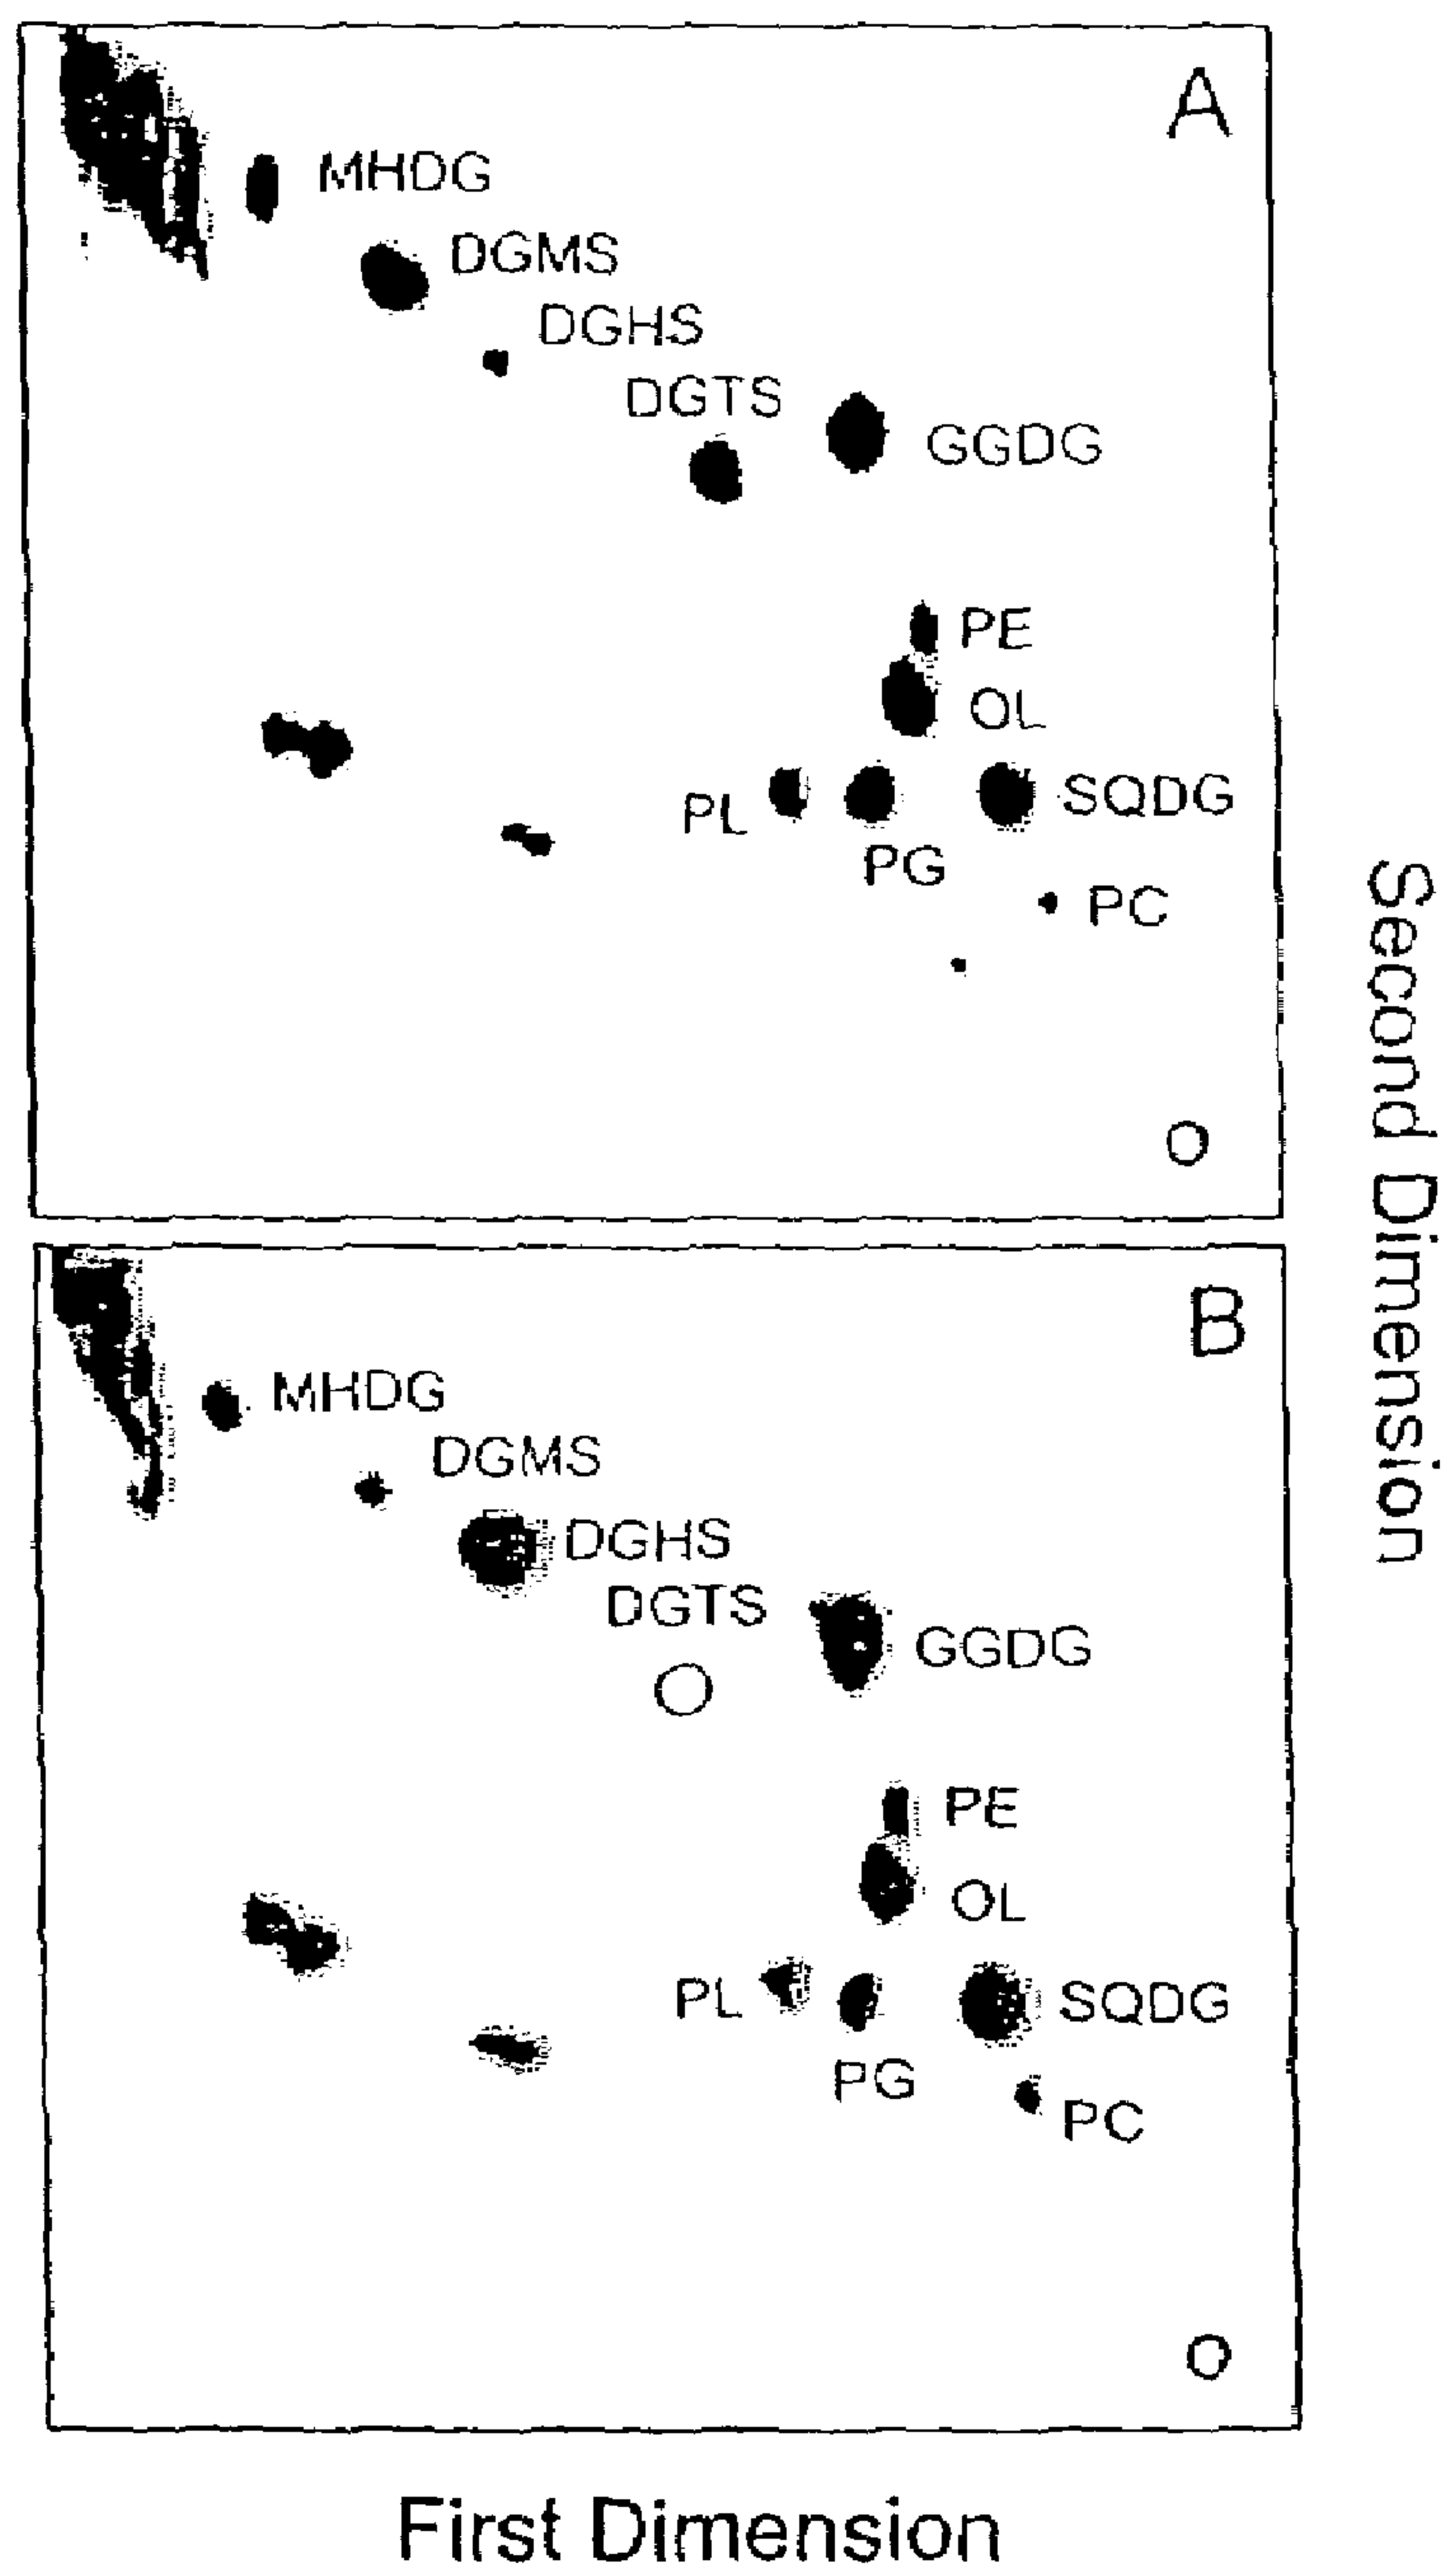 A
MHDG
DGMS
DGHS
DGTS
GGDG
PE
OL
PL
SQDG
PG
PC
O
Second Dimension
B
MHDG
DGMS
DGHS
DGTS
GGDG
PE
OL
PL
SQDG
PG
PC
O
First Dimension